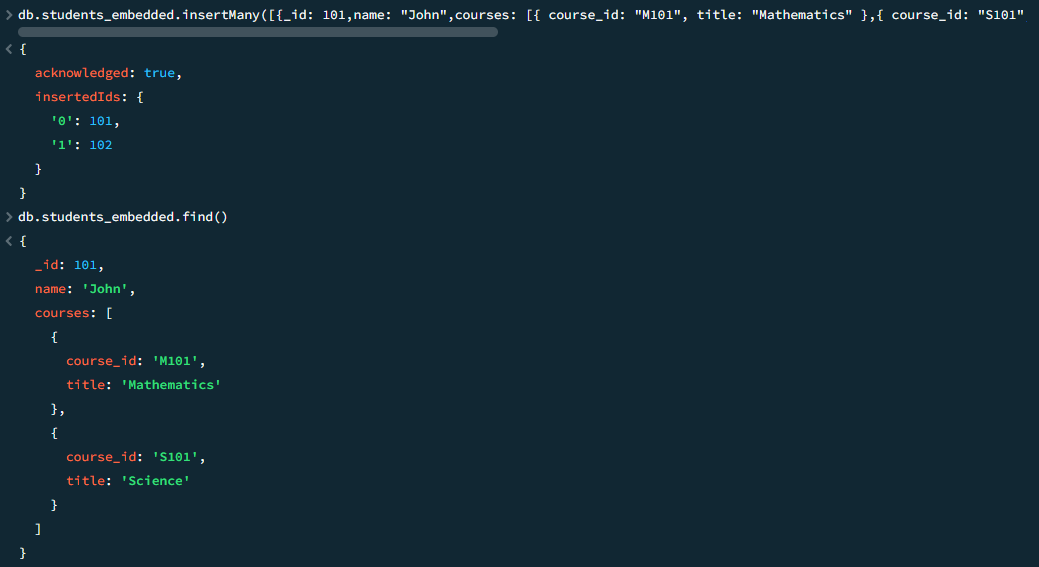 db.students_embedded.insertMany([{_id: 101,name: "John",courses: [{ course_id: "M101", title: "Mathematics" },{ course_id: "S101"
{
acknowledged: true,
insertedIds: {
'0': 101,
'1': 102
}
}
db.students_embedded.find()
{
_id: 101,
name: 'John',
courses: [
{
course_id: 'M101',
title: 'Mathematics'
},
{
course_id: 'S101',
title: 'Science'
}
]
}